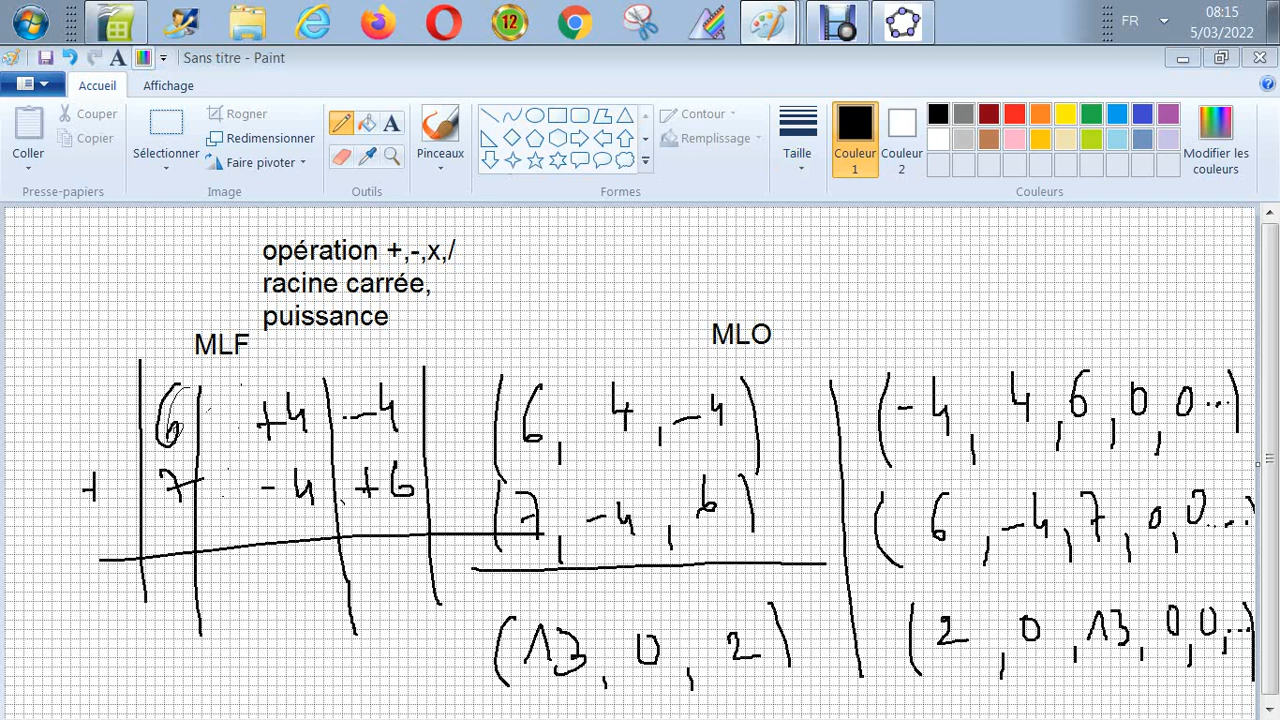 12
FR
08:15
5/03/2022
Sans titre - Paint
Accueil
Affichage
Coller
Couper
Copier
Presse-papiers
Sélectionner
Rogner
Redimensionner
Faire pivoter
Image
A
Outils
Pinceaux
Contour
Remplissage
Formes
Taille
Couleur 1
Couleur 2
Modifier les couleurs
Couleurs
opération +,-,x,/
racine carrée,
puissance
MLF
MLO
6 | +4 | -4
+ 7 | -4 | +6
(6, 4, -4)
(7, -4, 6)
(13, 0, 2)
(-4, 4, 6, 0, 0...)
(6, -4, 7, 0, 0...)
(2, 0, 13, 0, 0,...)